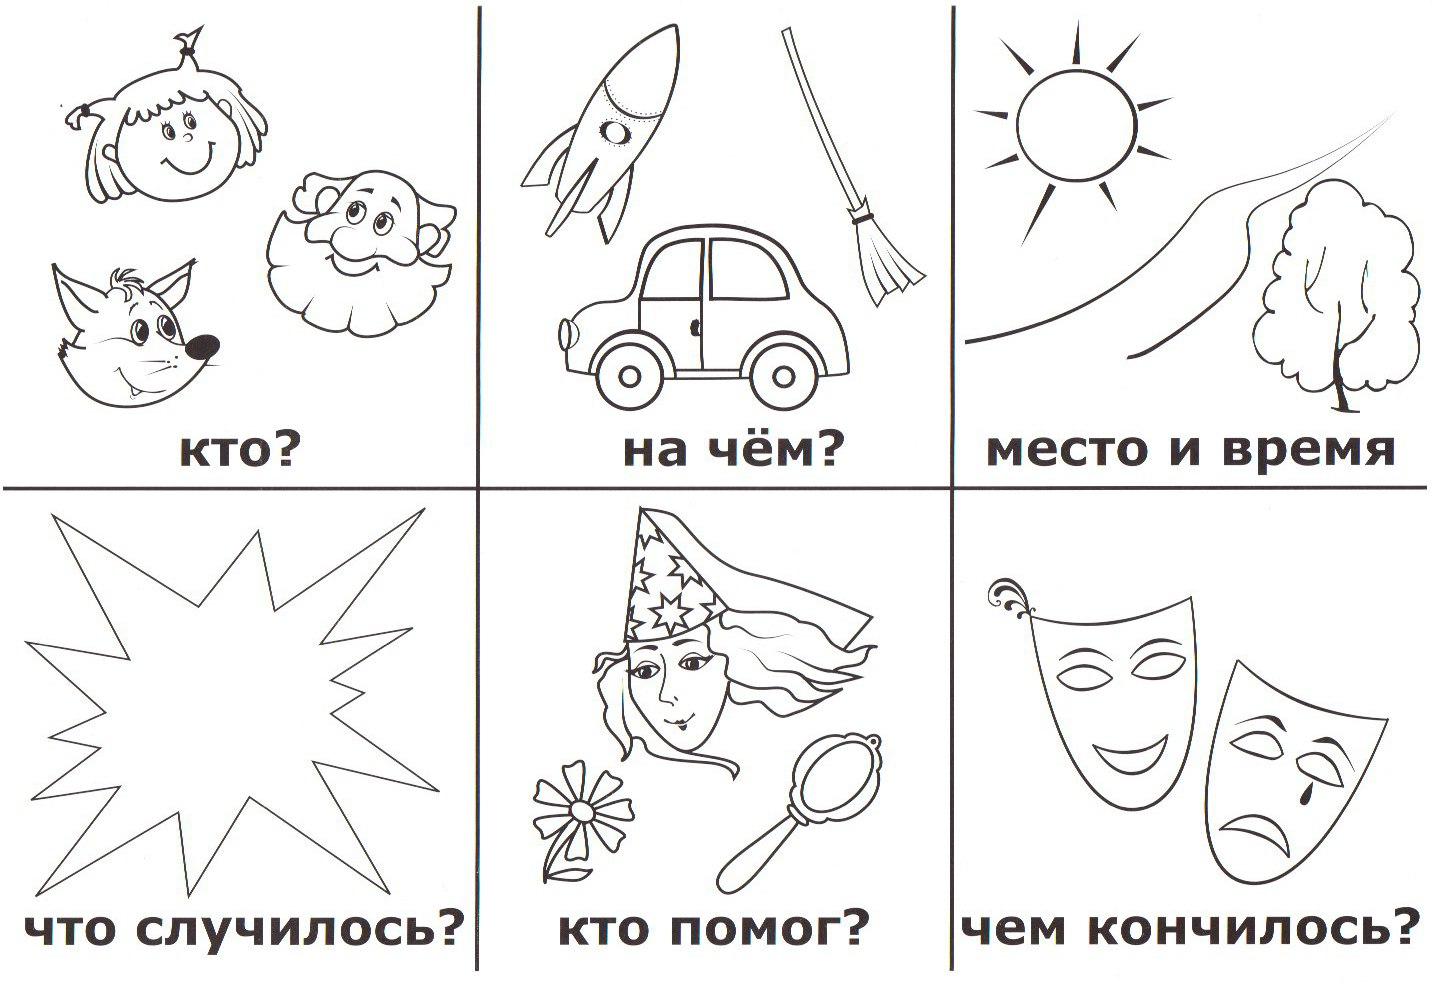 кто?
на чём?
место и время
что случилось?
кто помог?
чем кончилось?